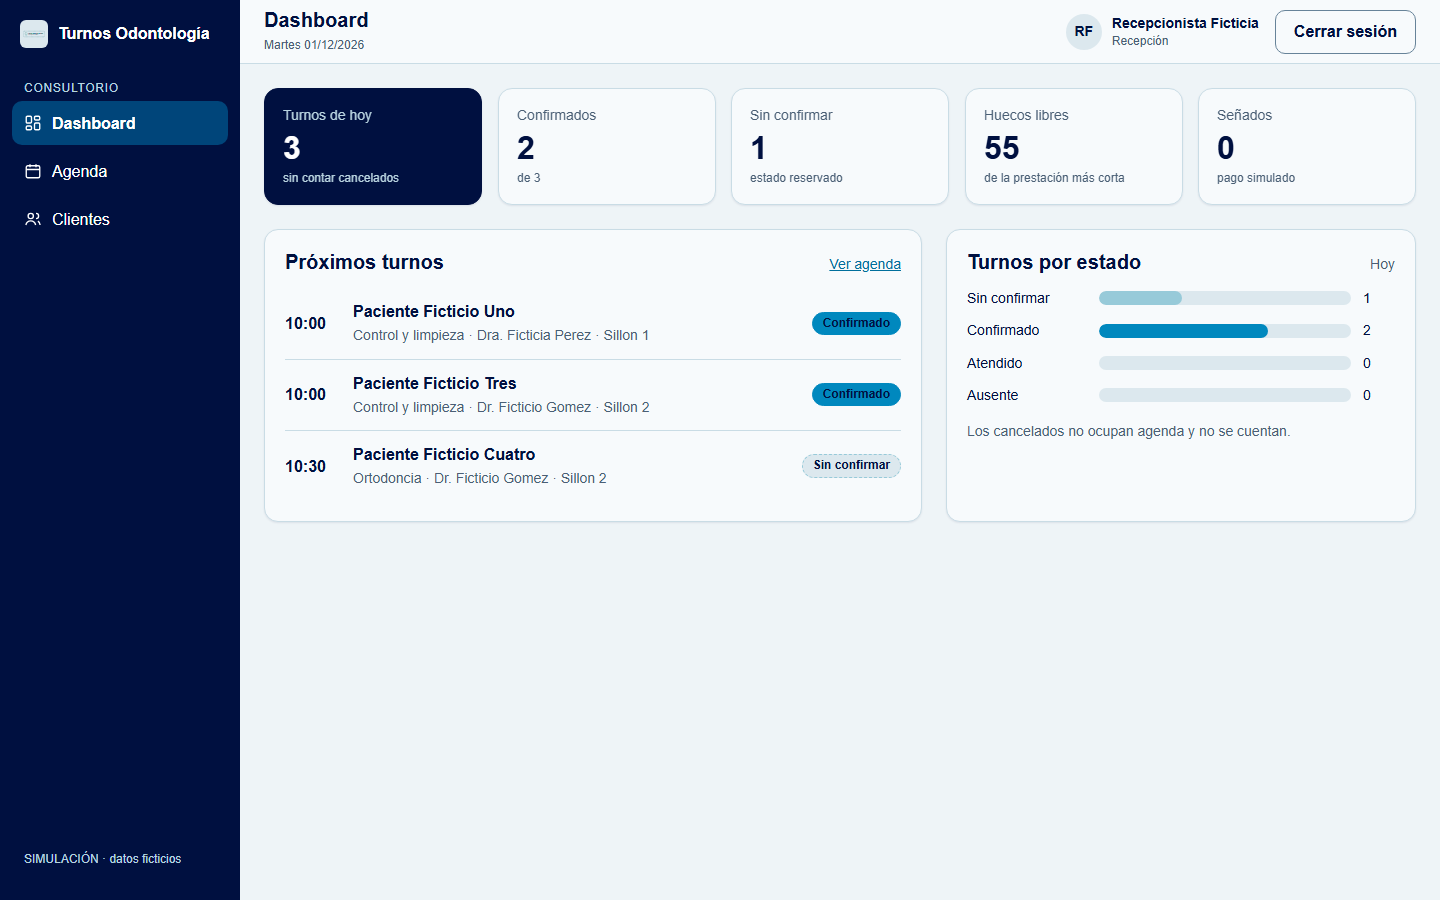 Turnos Odontología
CONSULTORIO
Dashboard
Agenda
Clientes
SIMULACIÓN · datos ficticios
Dashboard
Martes 01/12/2026
RF
Recepcionista Ficticia
Recepción
Cerrar sesión
Turnos de hoy
3
sin contar cancelados
Confirmados
2
de 3
Sin confirmar
1
estado reservado
Huecos libres
55
de la prestación más corta
Señados
0
pago simulado
Próximos turnos
Ver agenda
10:00
Paciente Ficticio Uno
Control y limpieza · Dra. Ficticia Perez · Sillon 1
Confirmado
10:00
Paciente Ficticio Tres
Control y limpieza · Dr. Ficticio Gomez · Sillon 2
Confirmado
10:30
Paciente Ficticio Cuatro
Ortodoncia · Dr. Ficticio Gomez · Sillon 2
Sin confirmar
Turnos por estado
Hoy
Sin confirmar 1
Confirmado 2
Atendido 0
Ausente 0
Los cancelados no ocupan agenda y no se cuentan.